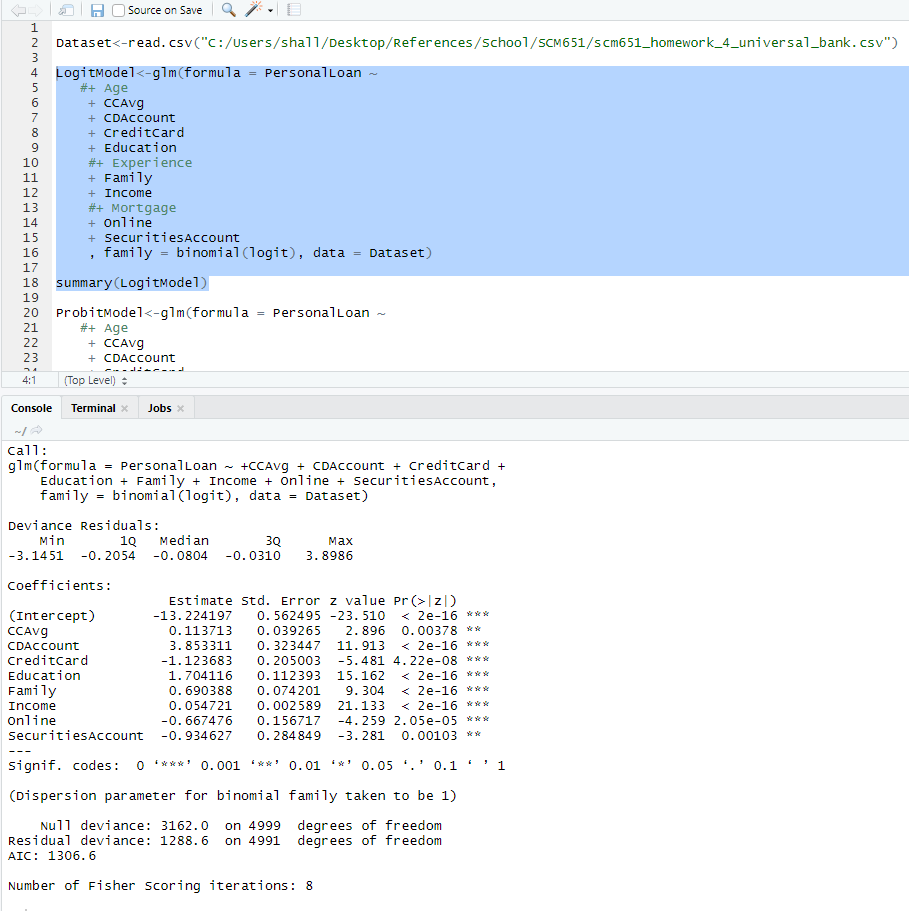 Source on Save
1
2 Dataset<-read.csv("C:/Users/shall/Desktop/References/School/SCM651/scm651_homework_4_universal_bank.csv")
3
4 LogitModel<-glm(formula = PersonalLoan ~
5 #+ Age
6 + CCAvg
7 + CDAccount
8 + CreditCard
9 + Education
10 #+ Experience
11 + Family
12 + Income
13 #+ Mortgage
14 + Online
15 + SecuritiesAccount
16 , family = binomial(logit), data = Dataset)
17
18 summary(LogitModel)
19
20 ProbitModel<-glm(formula = PersonalLoan ~
21 #+ Age
22 + CCAvg
23 + CDAccount
24 + CreditCard
4:1 (Top Level)
Console Terminal Jobs
~/
Call:
glm(formula = PersonalLoan ~ +CCAvg + CDAccount + CreditCard +
Education + Family + Income + Online + SecuritiesAccount,
family = binomial(logit), data = Dataset)
Deviance Residuals:
Min 1Q Median 3Q Max
-3.1451 -0.2054 -0.0804 -0.0310 3.8986
Coefficients:
Estimate Std. Error z value Pr(>|z|)
(Intercept) -13.224197 0.562495 -23.510 < 2e-16 ***
CCAvg 0.113713 0.039265 2.896 0.00378 **
CDAccount 3.853311 0.323447 11.913 < 2e-16 ***
CreditCard -1.123683 0.205003 -5.481 4.22e-08 ***
Education 1.704116 0.112393 15.162 < 2e-16 ***
Family 0.690388 0.074201 9.304 < 2e-16 ***
Income 0.054721 0.002589 21.133 < 2e-16 ***
Online -0.667476 0.156717 -4.259 2.05e-05 ***
SecuritiesAccount -0.934627 0.284849 -3.281 0.00103 **
---
Signif. codes: 0 ‘***’ 0.001 ‘**’ 0.01 ‘*’ 0.05 ‘.’ 0.1 ‘ ’ 1
(Dispersion parameter for binomial family taken to be 1)
Null deviance: 3162.0 on 4999 degrees of freedom
Residual deviance: 1288.6 on 4991 degrees of freedom
AIC: 1306.6
Number of Fisher Scoring iterations: 8